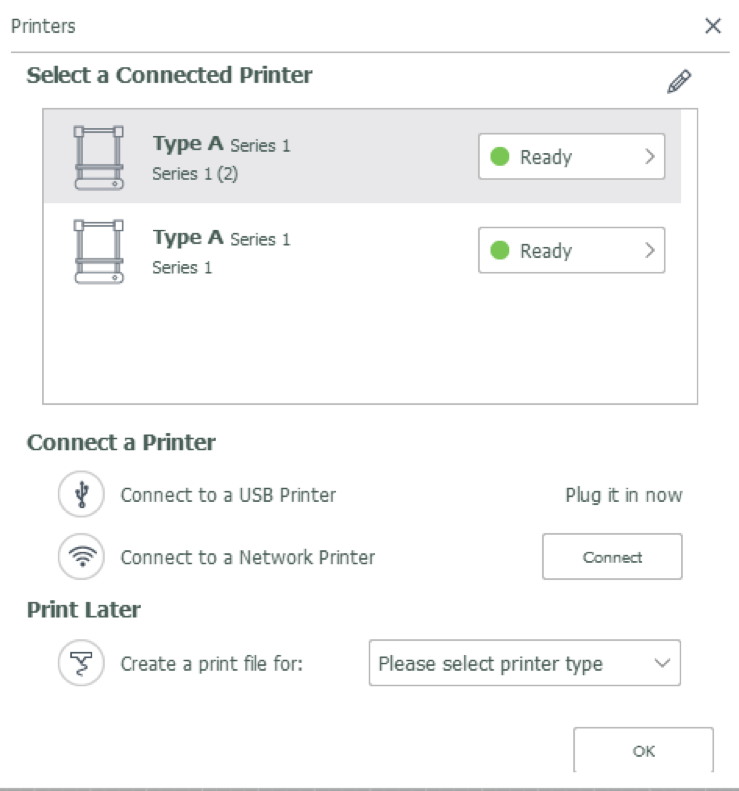 Printers
Select a Connected Printer
Type A Series 1
Series 1 (2)
Ready
Type A Series 1
Series 1
Ready
Connect a Printer
Connect to a USB Printer Plug it in now
Connect to a Network Printer Connect
Print Later
Create a print file for: Please select printer type
OK